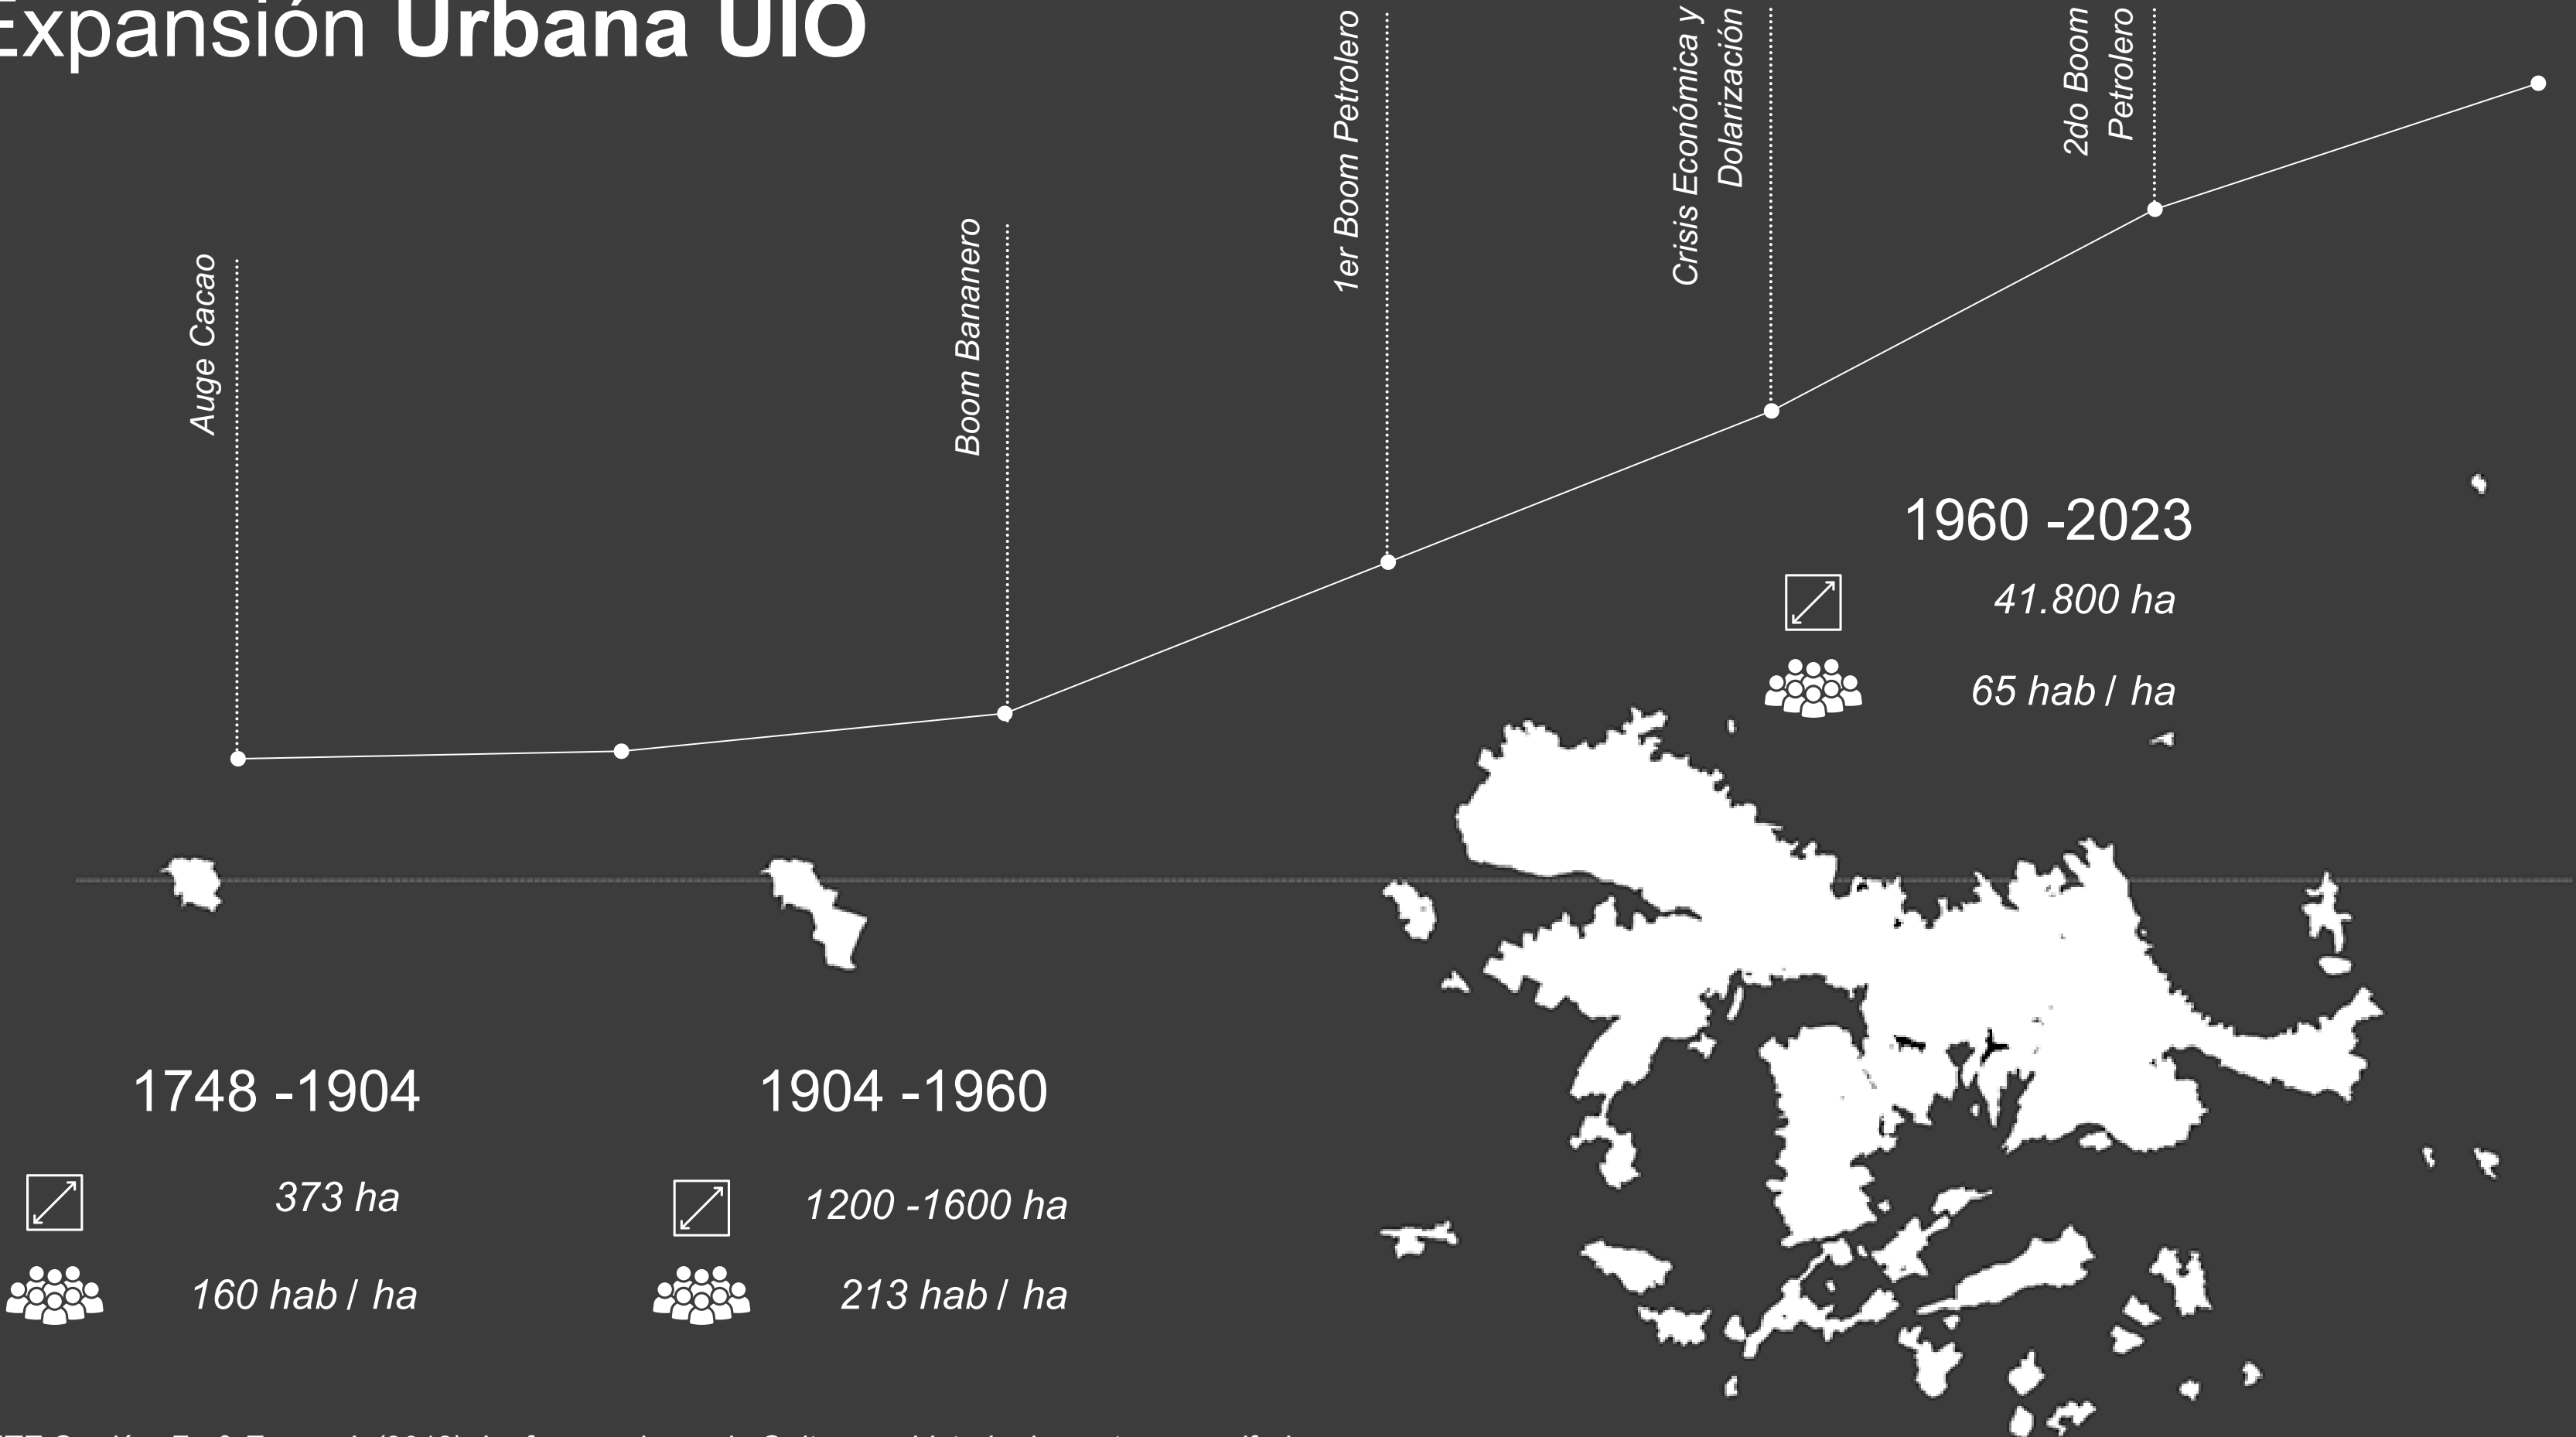 Expansión Urbana UIO
Auge Cacao
Boom Bananero
1er Boom Petrolero
Crisis Económica y
Dolarización
2do Boom
Petrolero
1960 -2023
41.800 ha
65 hab / ha
1748 -1904
373 ha
160 hab / ha
1904 -1960
1200 -1600 ha
213 hab / ha